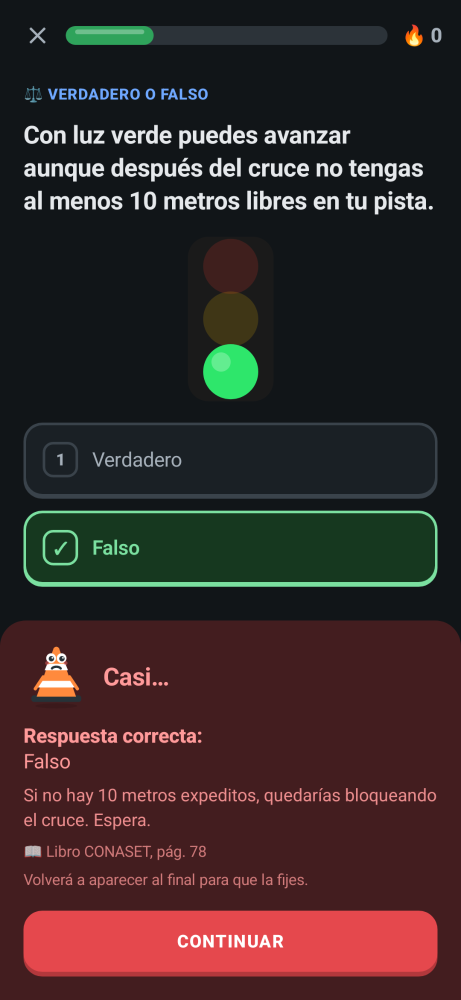 🔥 0
⚖️ VERDADERO O FALSO
Con luz verde puedes avanzar
aunque después del cruce no tengas
al menos 10 metros libres en tu pista.
1 Verdadero
✓ Falso
Casi...
Respuesta correcta:
Falso
Si no hay 10 metros expeditos, quedarías bloqueando
el cruce. Espera.
📖 Libro CONASET, pág. 78
Volverá a aparecer al final para que la fijes.
CONTINUAR